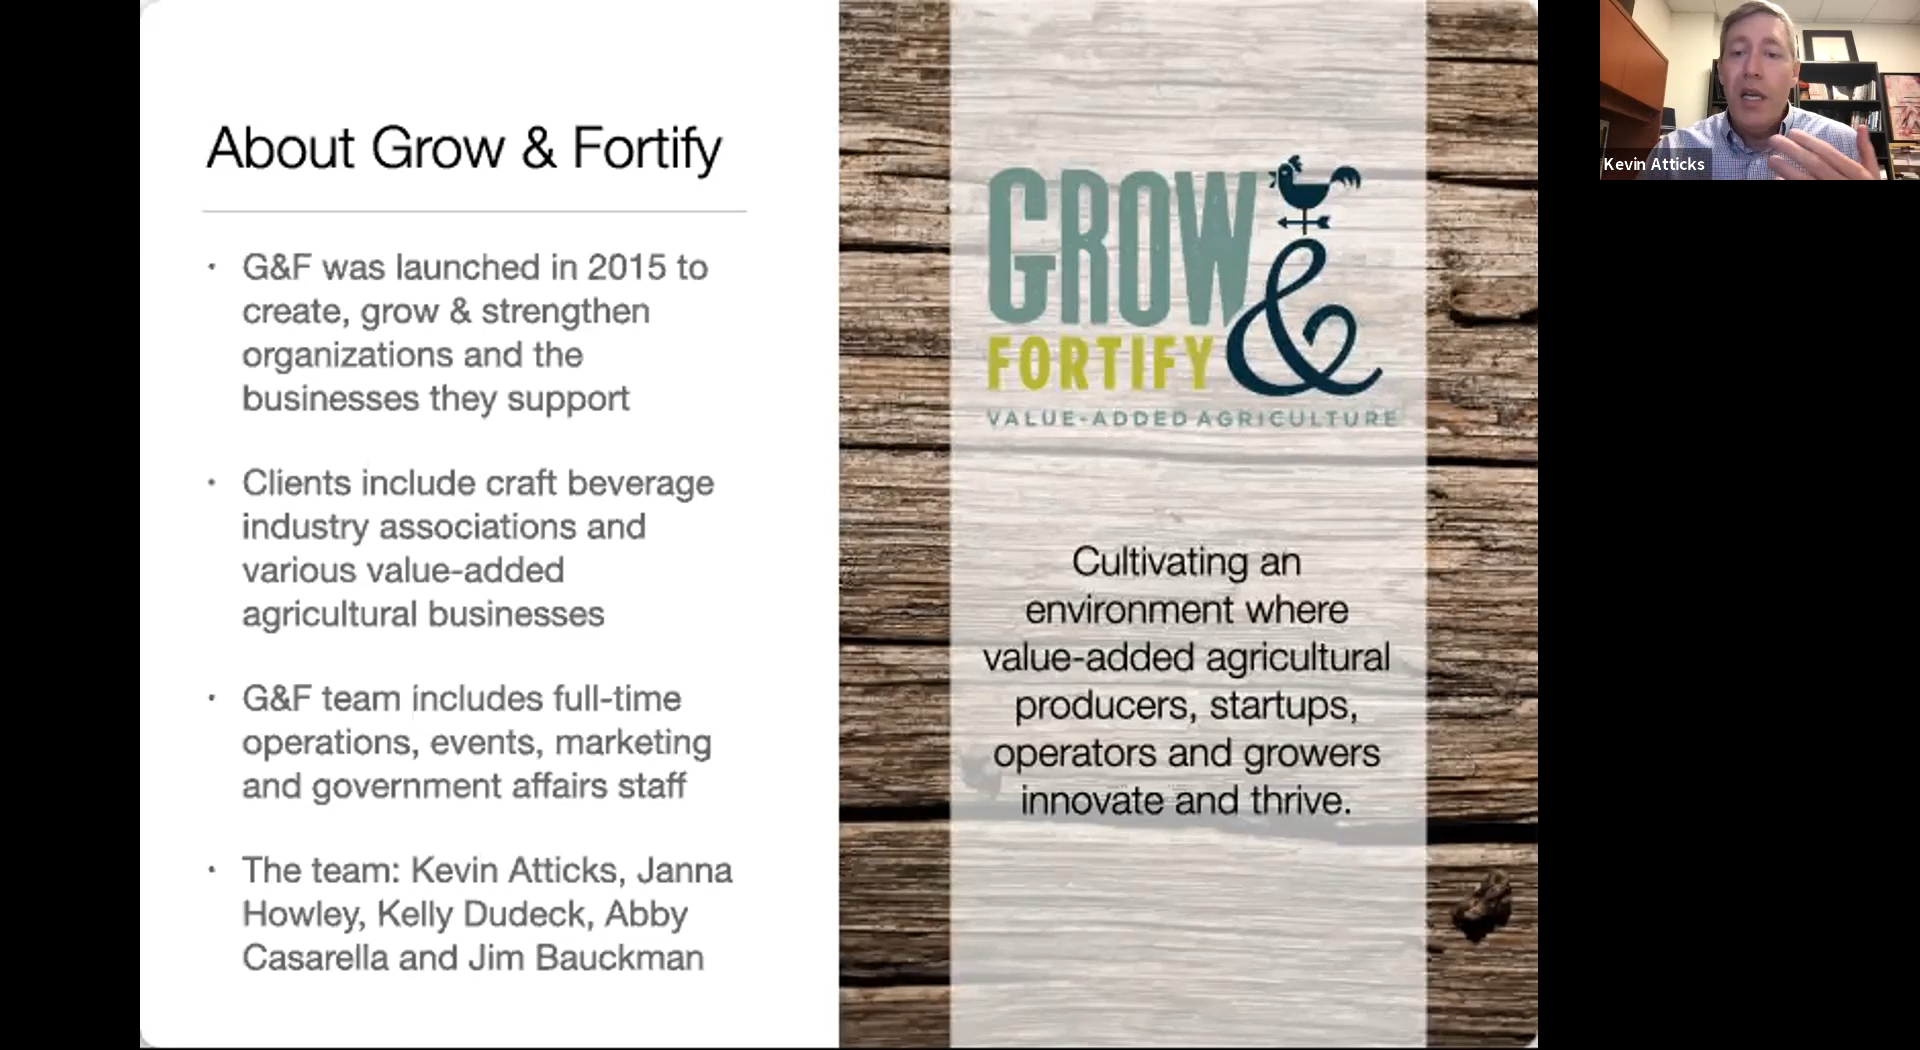 About Grow & Fortify
• G&F was launched in 2015 to
create, grow & strengthen
organizations and the
businesses they support
• Clients include craft beverage
industry associations and
various value-added
agricultural businesses
• G&F team includes full-time
operations, events, marketing
and government affairs staff
• The team: Kevin Atticks, Janna
Howley, Kelly Dudeck, Abby
Casarella and Jim Bauckman
GROW &
FORTIFY
VALUE-ADDED AGRICULTURE
Cultivating an
environment where
value-added agricultural
producers, startups,
operators and growers
innovate and thrive.
Kevin Atticks